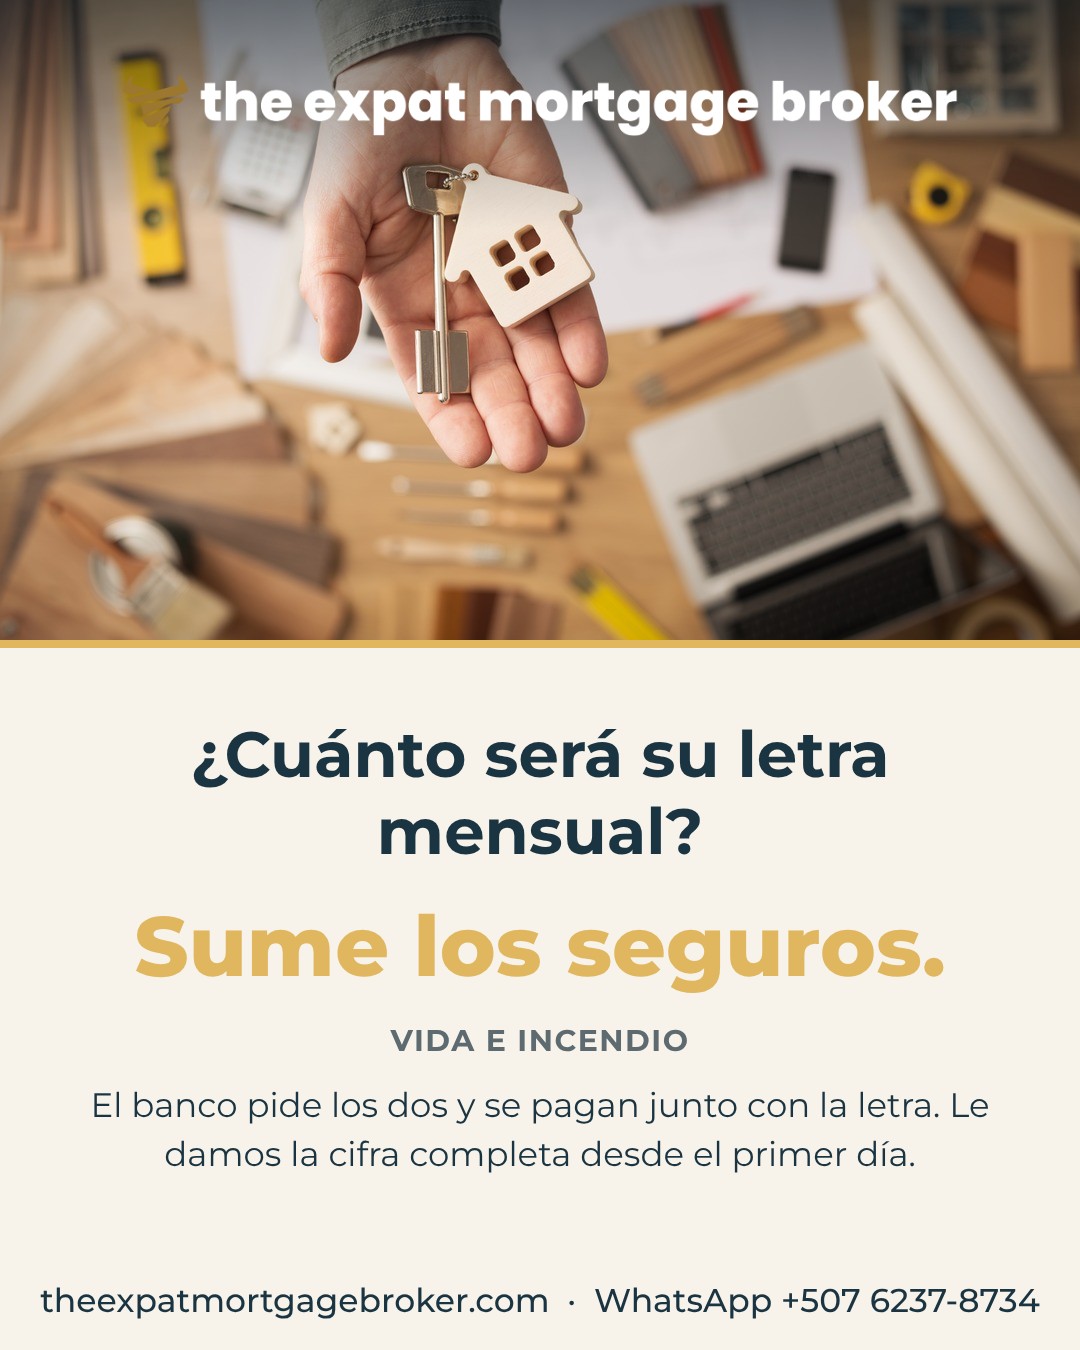 the expat mortgage broker
¿Cuánto será su letra
mensual?
Sume los seguros.
VIDA E INCENDIO
El banco pide los dos y se pagan junto con la letra. Le
damos la cifra completa desde el primer día.
theexpatmortgagebroker.com · WhatsApp +507 6237-8734